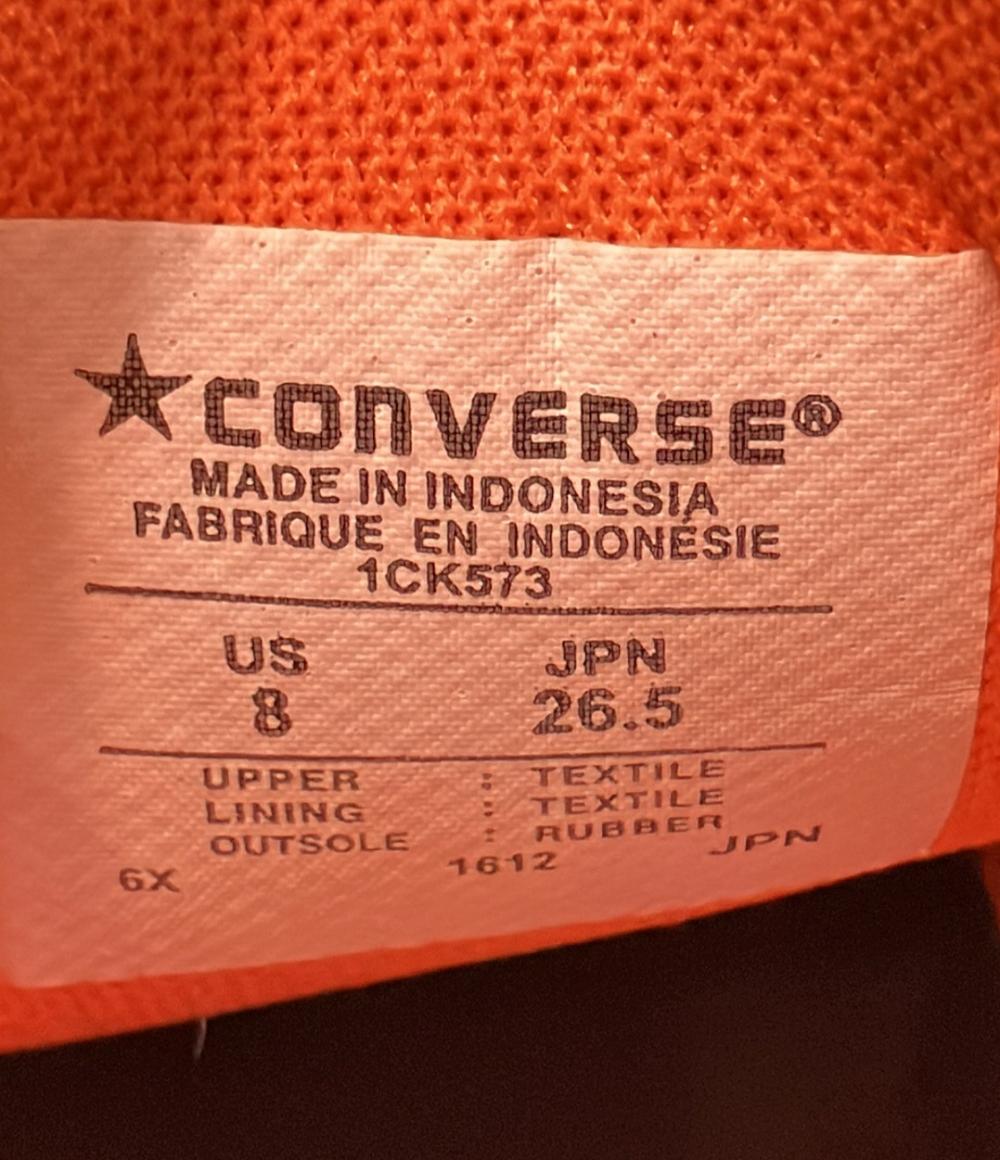 CONVERSE®
MADE IN INDONESIA
FABRIQUE EN INDONÉSIE
1CK573
US JPN
8 26.5
UPPER : TEXTILE
LINING : TEXTILE
OUTSOLE : RUBBER
6X 1612 JPN